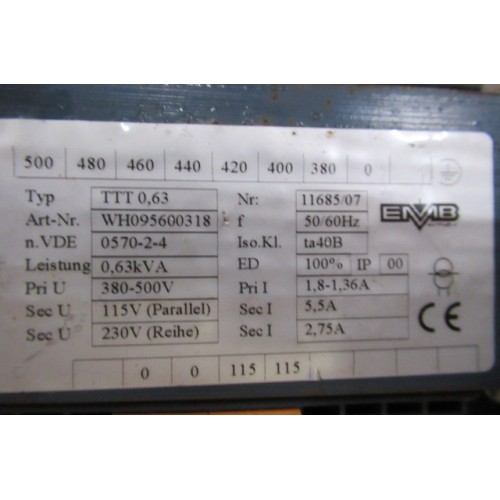 500 480 460 440 420 400 380 0
Typ TTT 0,63 Nr: 11685/07
Art-Nr. WH095600318 f 50/60Hz
EMB
n.VDE 0570-2-4 Iso.Kl. ta40B
Leistung 0,63kVA ED 100% IP 00
Pri U 380-500V Pri I 1,8-1,36A
Sec U 115V (Parallel) Sec I 5,5A
CE
Sec U 230V (Reihe) Sec I 2,75A
0 0 115 115